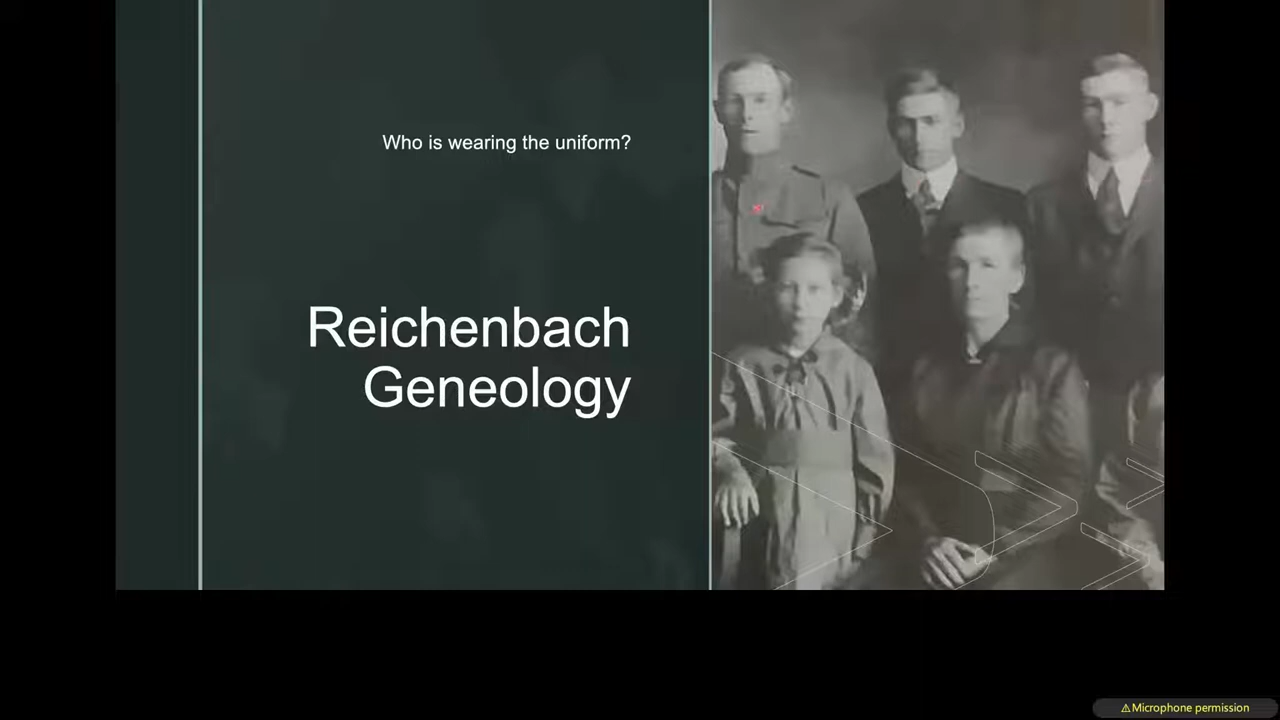 Who is wearing the uniform?
Reichenbach
Geneology
⚠Microphone permission